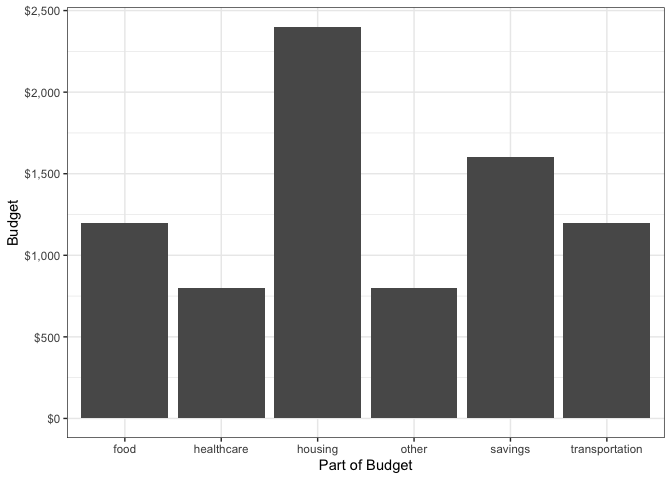 $2,500
$2,000
$1,500
$1,000
$500
$0
Budget
food healthcare housing other savings transportation
Part of Budget